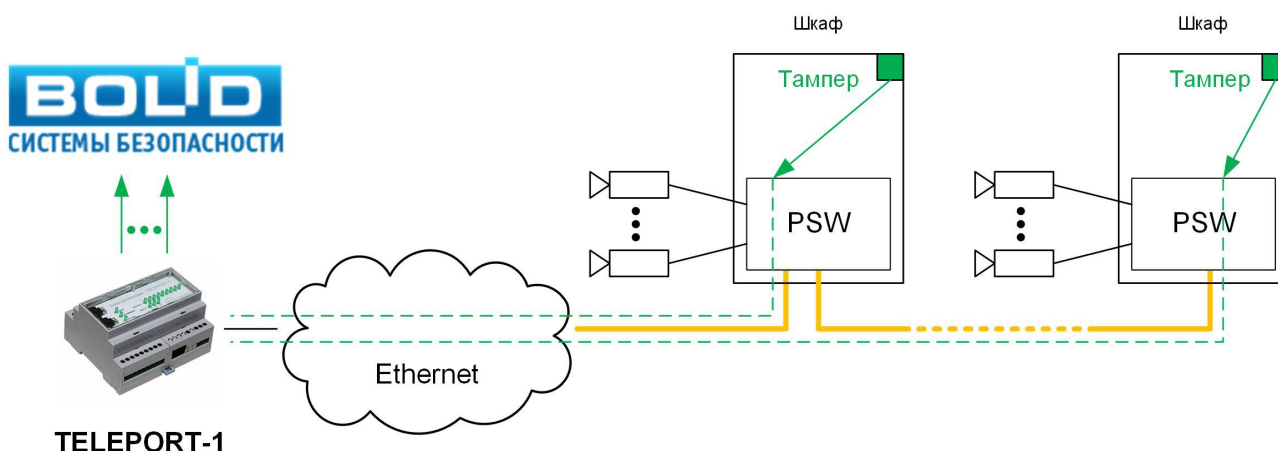 Шкаф
Шкаф
BOLID
СИСТЕМЫ БЕЗОПАСНОСТИ
Тампер
Тампер
PSW
PSW
Ethernet
TELEPORT-1